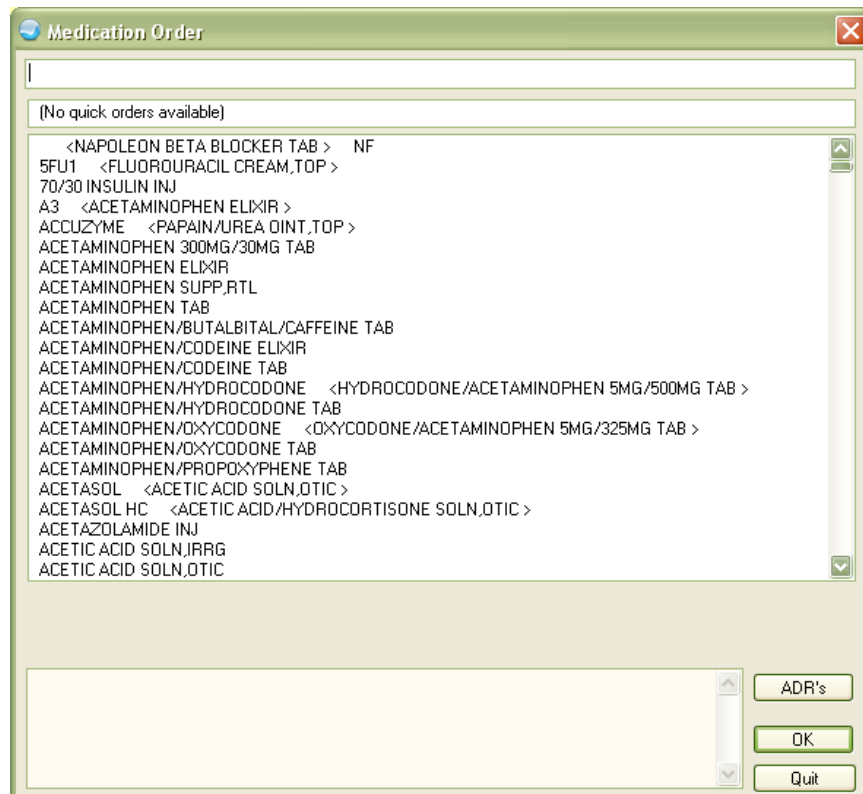 Medication Order
(No quick orders available)
<NAPOLEON BETA BLOCKER TAB > NF
5FU1 <FLUOROURACIL CREAM,TOP >
70/30 INSULIN INJ
A3 <ACETAMINOPHEN ELIXIR >
ACCUZYME <PAPAIN/UREA OINT,TOP >
ACETAMINOPHEN 300MG/30MG TAB
ACETAMINOPHEN ELIXIR
ACETAMINOPHEN SUPP,RTL
ACETAMINOPHEN TAB
ACETAMINOPHEN/BUTALBITAL/CAFFEINE TAB
ACETAMINOPHEN/CODEINE ELIXIR
ACETAMINOPHEN/CODEINE TAB
ACETAMINOPHEN/HYDROCODONE <HYDROCODONE/ACETAMINOPHEN 5MG/500MG TAB >
ACETAMINOPHEN/HYDROCODONE TAB
ACETAMINOPHEN/OXYCODONE <OXYCODONE/ACETAMINOPHEN 5MG/325MG TAB >
ACETAMINOPHEN/OXYCODONE TAB
ACETAMINOPHEN/PROPOXYPHENE TAB
ACETASOL <ACETIC ACID SOLN,OTIC >
ACETASOL HC <ACETIC ACID/HYDROCORTISONE SOLN,OTIC >
ACETAZOLAMIDE INJ
ACETIC ACID SOLN,IRRG
ACETIC ACID SOLN,OTIC
ADR's
OK
Quit